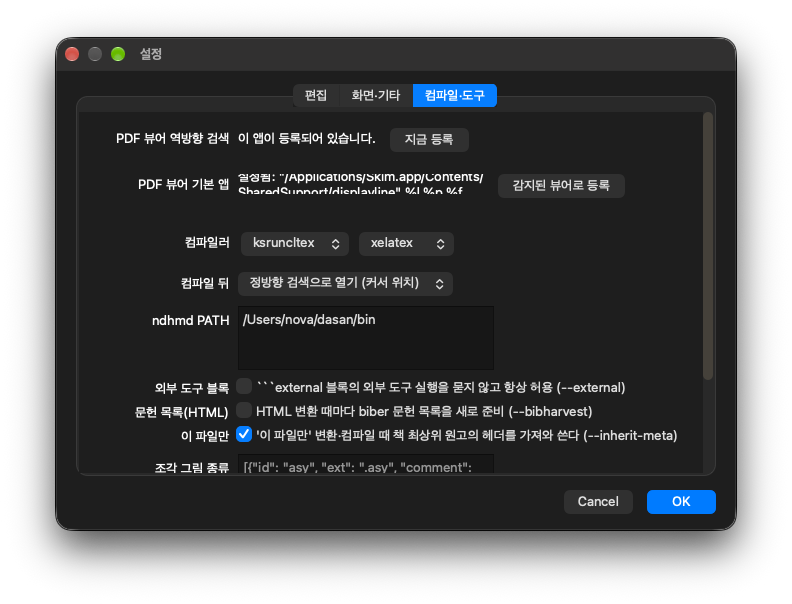 설정
편집 화면·기타 컴파일·도구
PDF 뷰어 역방향 검색 이 앱이 등록되어 있습니다. 지금 등록
PDF 뷰어 기본 앱 설정됨: "/Applications/Skim.app/Contents/
SharedSupport/displayline" %l %p %f 감지된 뷰어로 등록
컴파일러 ksruncltex xelatex
컴파일 뒤 정방향 검색으로 열기 (커서 위치)
ndhmd PATH /Users/nova/dasan/bin
외부 도구 블록 ```external 블록의 외부 도구 실행을 묻지 않고 항상 허용 (--external)
문헌 목록(HTML) HTML 변환 때마다 biber 문헌 목록을 새로 준비 (--bibharvest)
이 파일만 '이 파일만' 변환·컴파일 때 책 최상위 원고의 헤더를 가져와 쓴다 (--inherit-meta)
조각 그림 종류 [{"id": "asy", "ext": ".asy", "comment":
Cancel OK